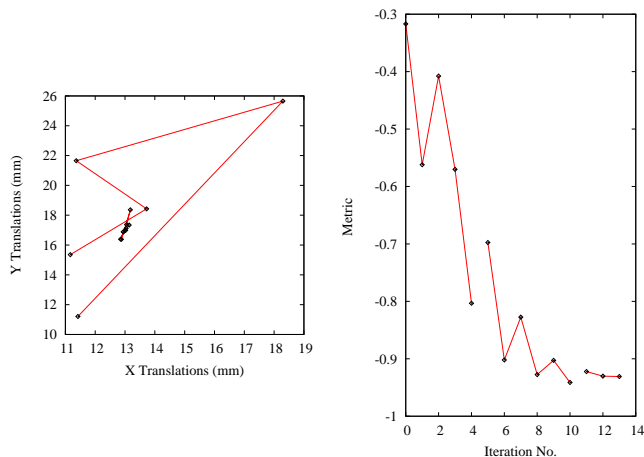 26
24
22
20
18
16
14
12
10
11 12 13 14 15 16 17 18 19
Y Translations (mm)
X Translations (mm)
-0.3
-0.4
-0.5
-0.6
-0.7
-0.8
-0.9
-1
0 2 4 6 8 10 12 14
Metric
Iteration No.